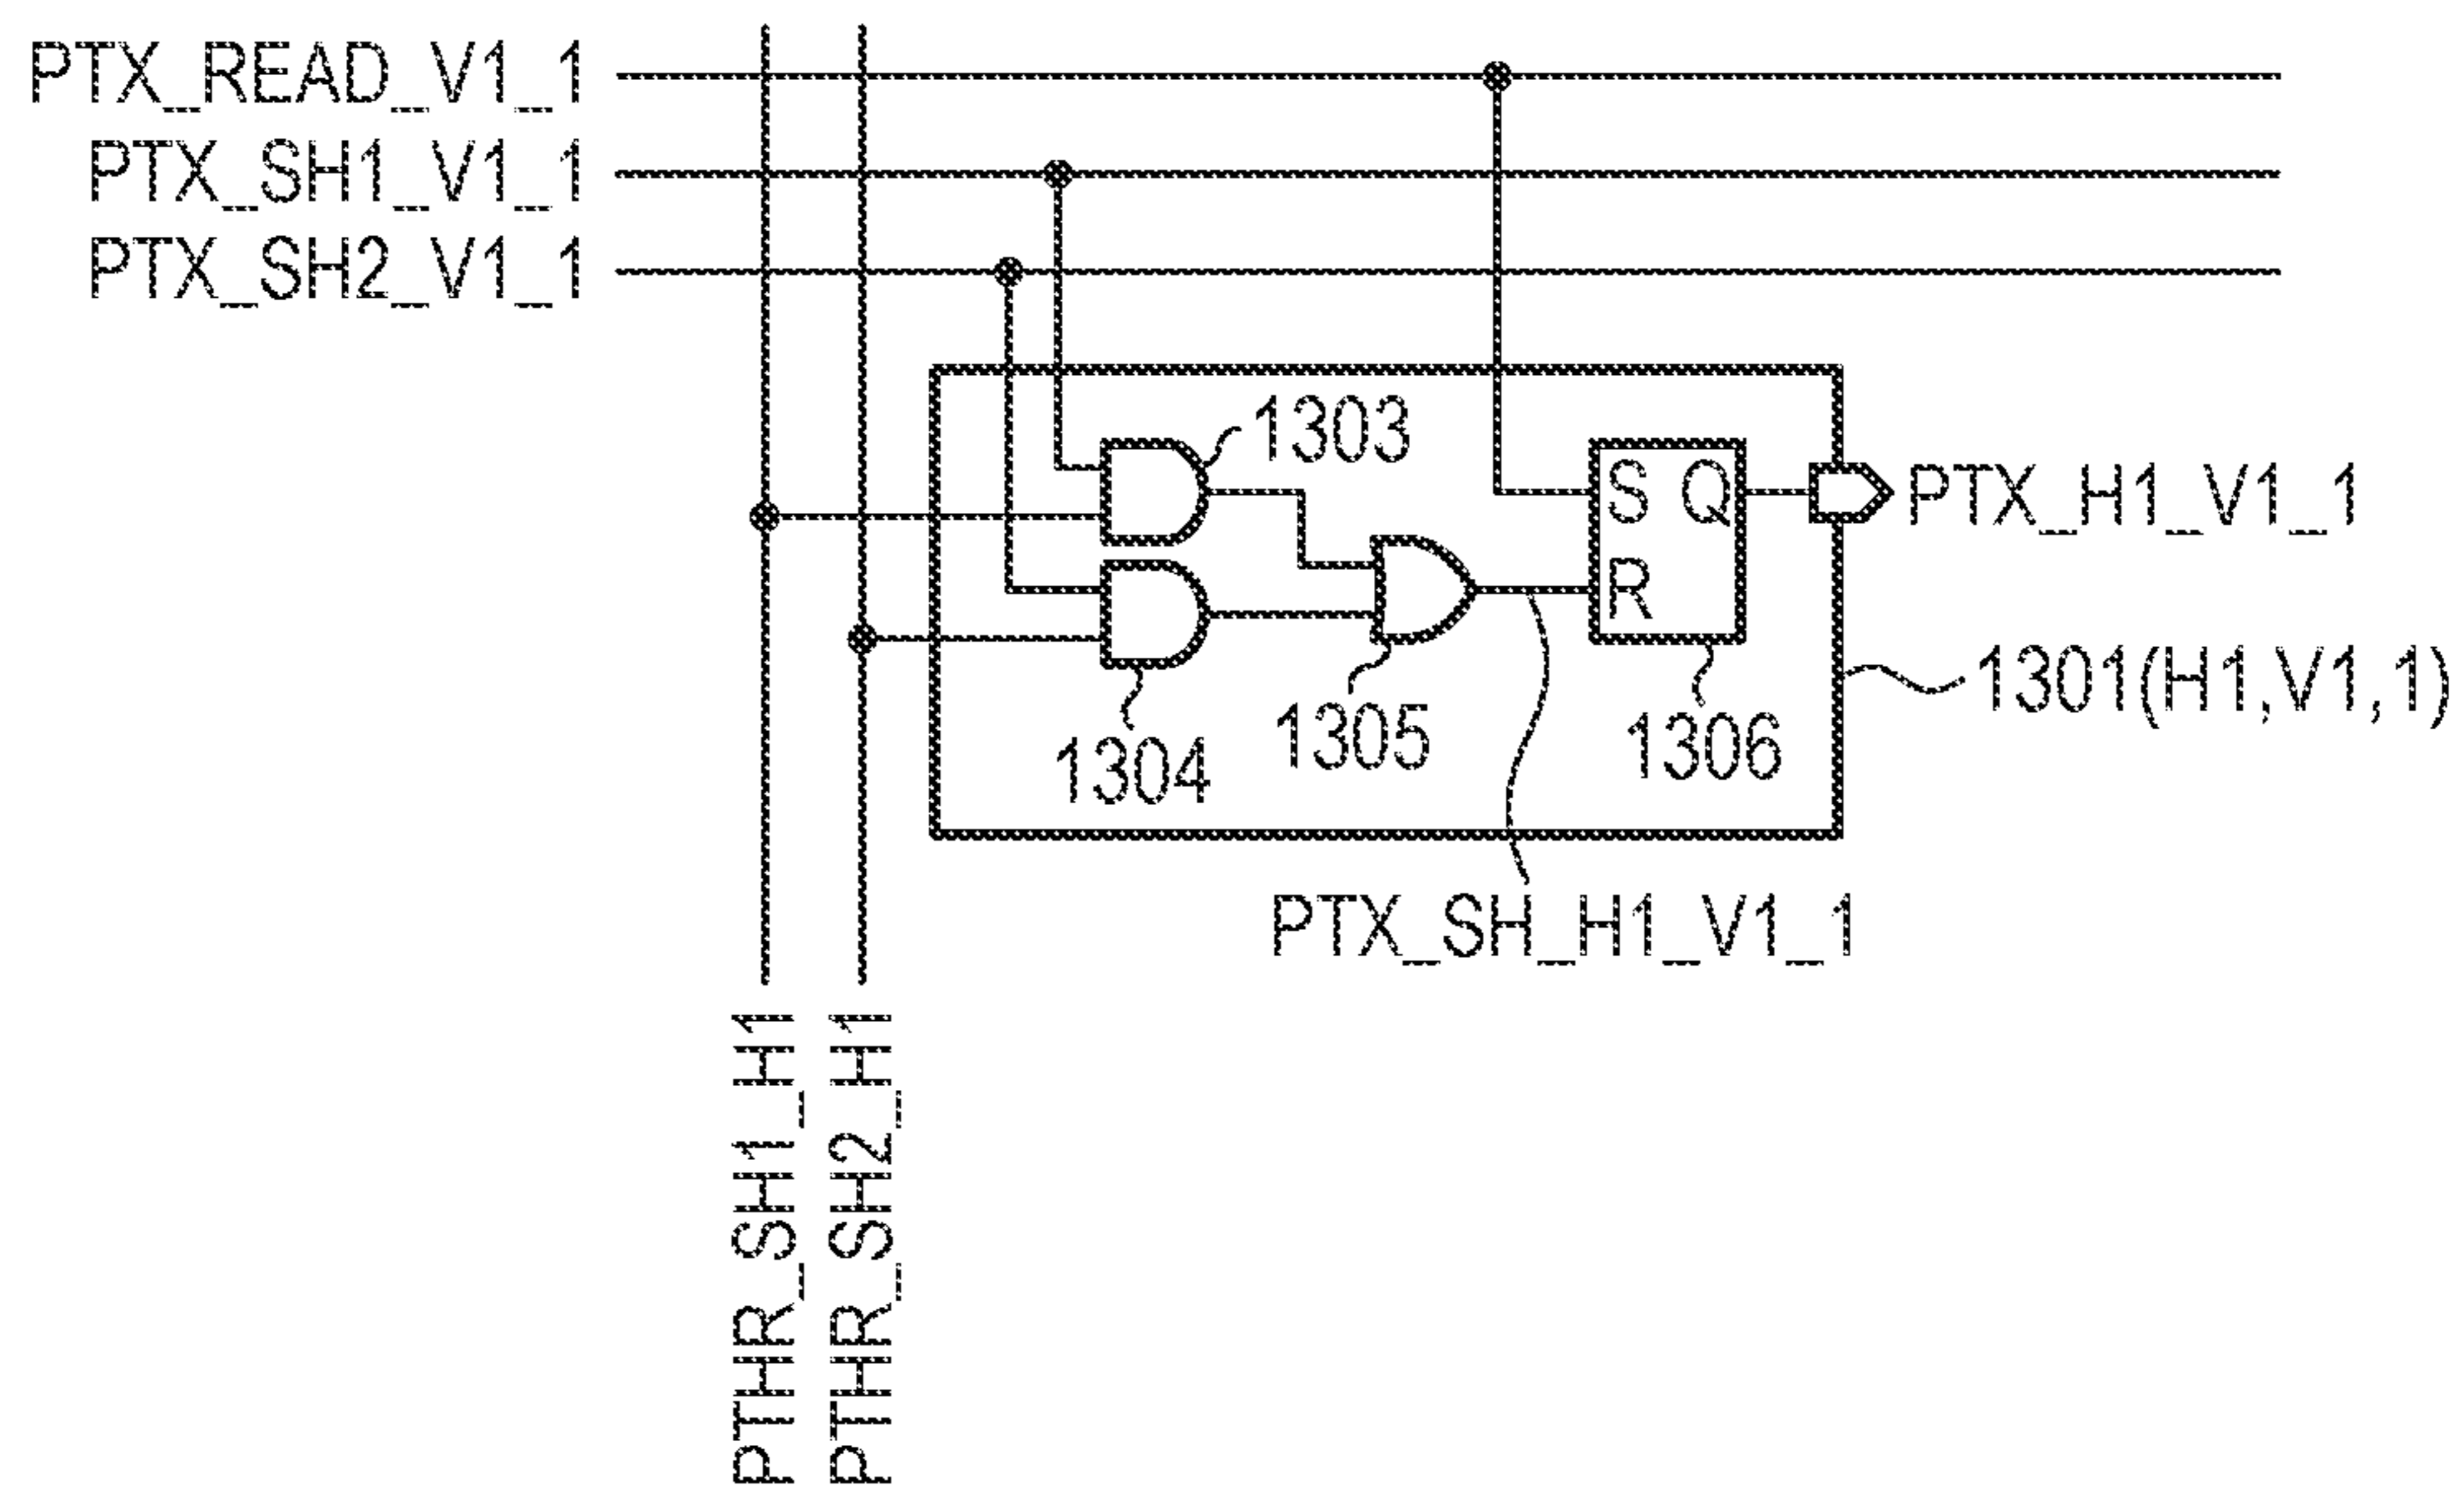 PTX_READ_V1_1
PTX_SH1_V1_1
PTX_SH2_V1_1
1303
S Q
PTX_H1_V1_1
R
1301(H1,V1,1)
1305
1306
1304
PTX_SH_H1_V1_1
PTHR_SH1_H1
PTHR_SH2_H1